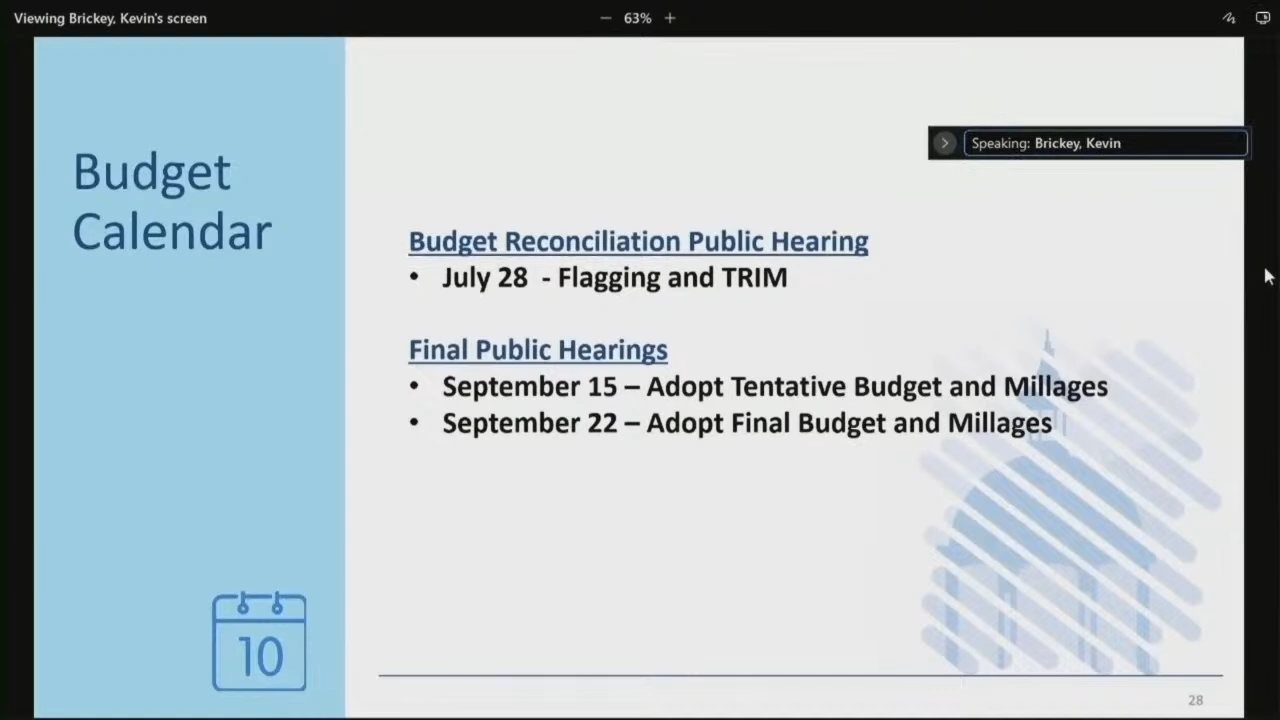 Viewing Brickey, Kevin's screen
— 63% +
Speaking: Brickey, Kevin
Budget
Calendar
Budget Reconciliation Public Hearing
• July 28 - Flagging and TRIM
Final Public Hearings
• September 15 – Adopt Tentative Budget and Millages
• September 22 – Adopt Final Budget and Millages
10
28